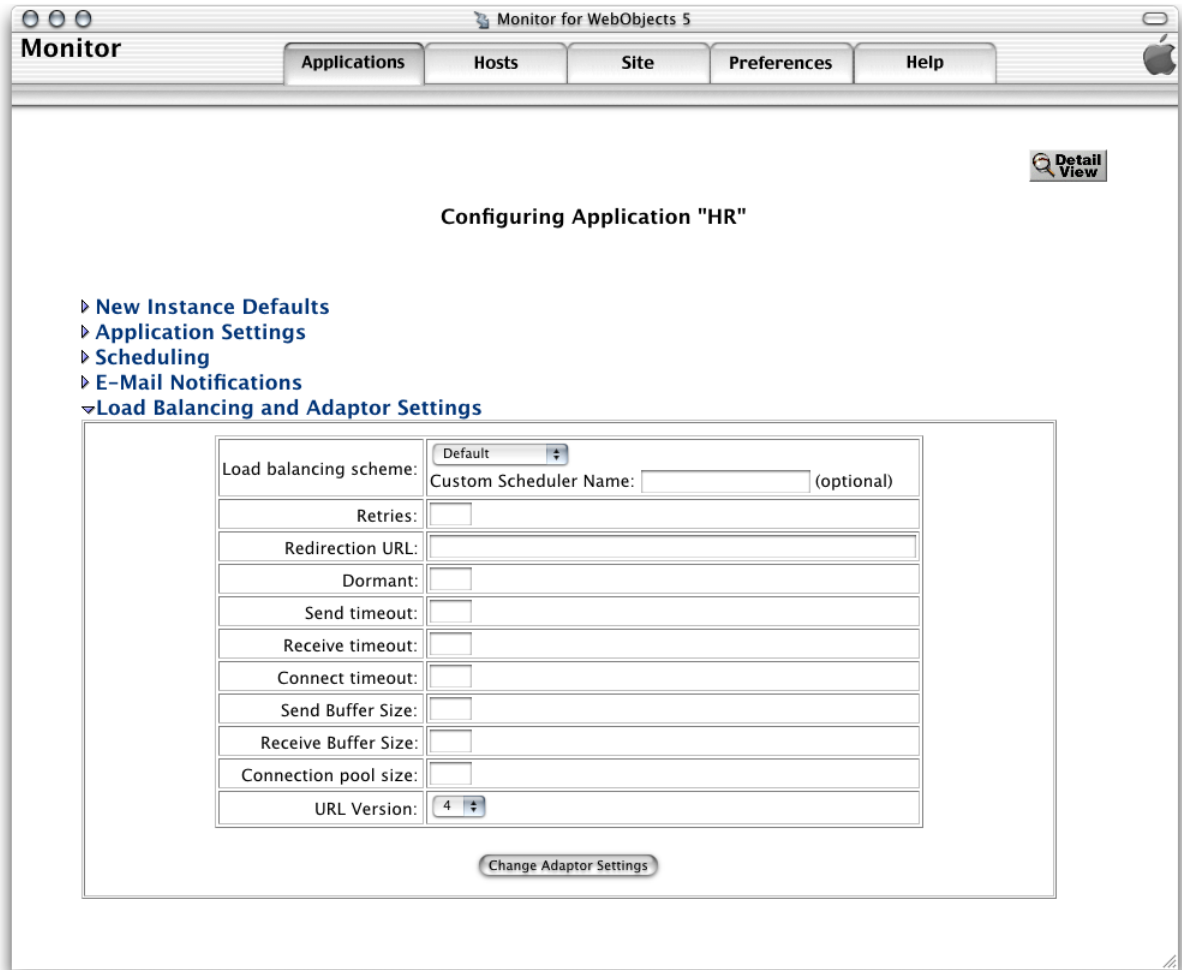 Monitor for WebObjects 5
Monitor
Applications
Hosts
Site
Preferences
Help
Detail
View
Configuring Application "HR"
New Instance Defaults
Application Settings
Scheduling
E-Mail Notifications
Load Balancing and Adaptor Settings
Load balancing scheme:
Default
Custom Scheduler Name:
(optional)
Retries:
Redirection URL:
Dormant:
Send timeout:
Receive timeout:
Connect timeout:
Send Buffer Size:
Receive Buffer Size:
Connection pool size:
URL Version:
4
Change Adaptor Settings